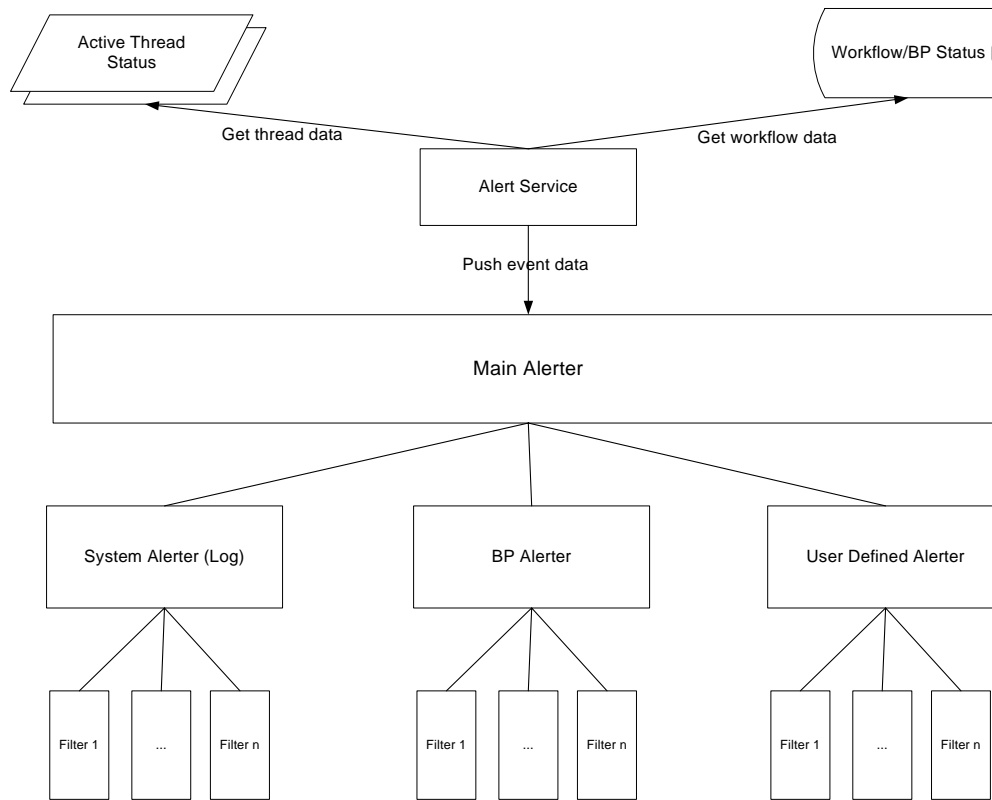 Active Thread
Status
Workflow/BP Status
Get thread data
Get workflow data
Alert Service
Push event data
Main Alerter
System Alerter (Log)
BP Alerter
User Defined Alerter
Filter 1
...
Filter n
Filter 1
...
Filter n
Filter 1
...
Filter n